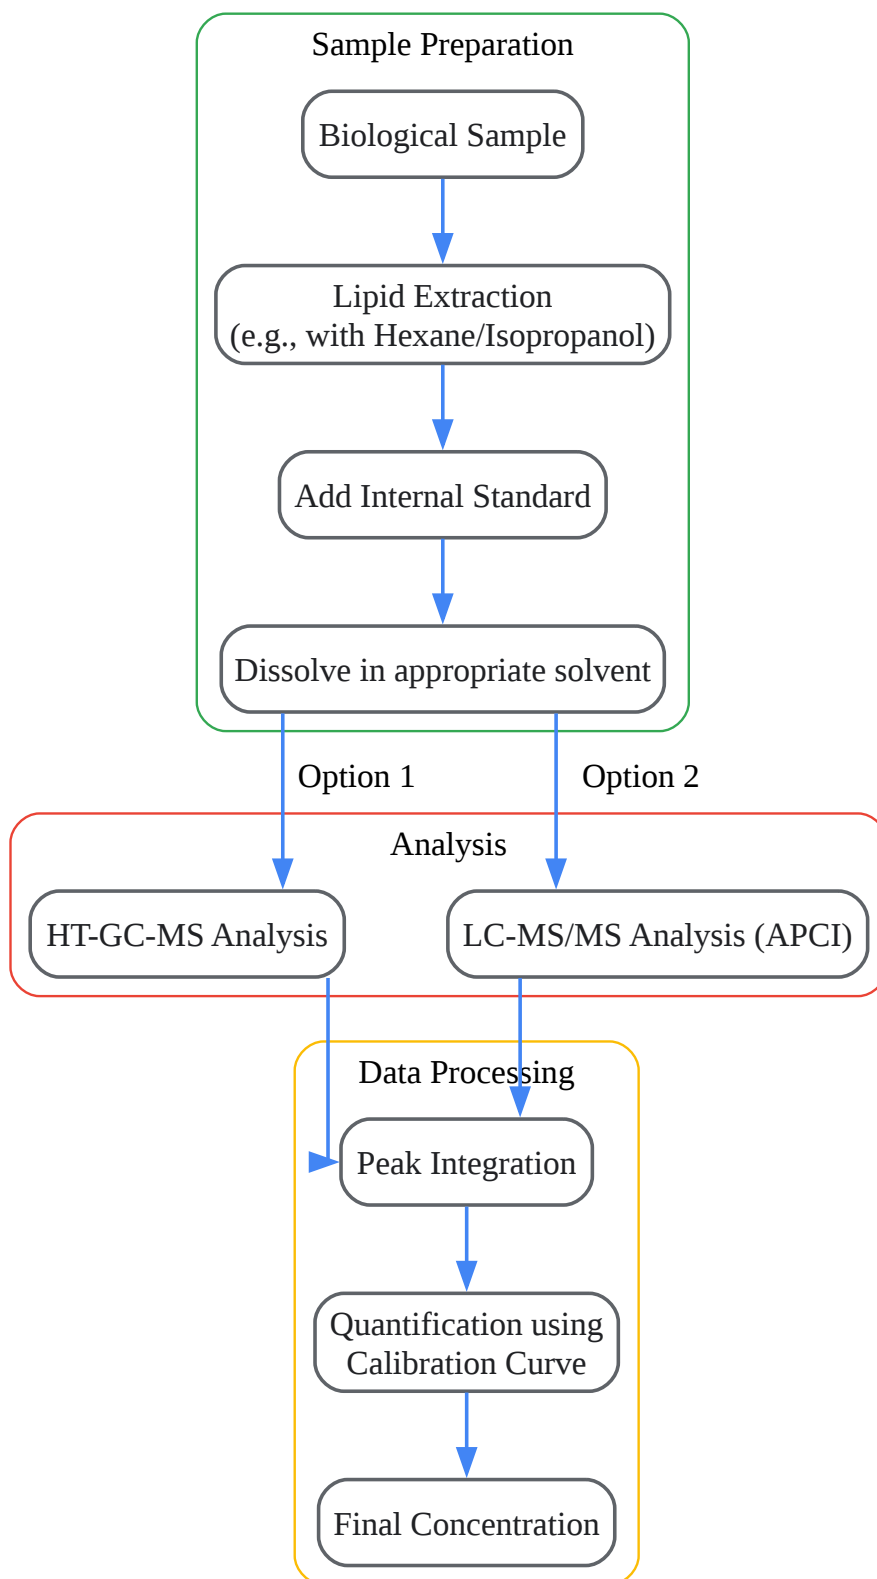 Sample Preparation
Biological Sample
Lipid Extraction
(e.g., with Hexane/Isopropanol)
Add Internal Standard
Dissolve in appropriate solvent
Option 1
Option 2
Analysis
HT-GC-MS Analysis
LC-MS/MS Analysis (APCI)
Data Processing
Peak Integration
Quantification using
Calibration Curve
Final Concentration